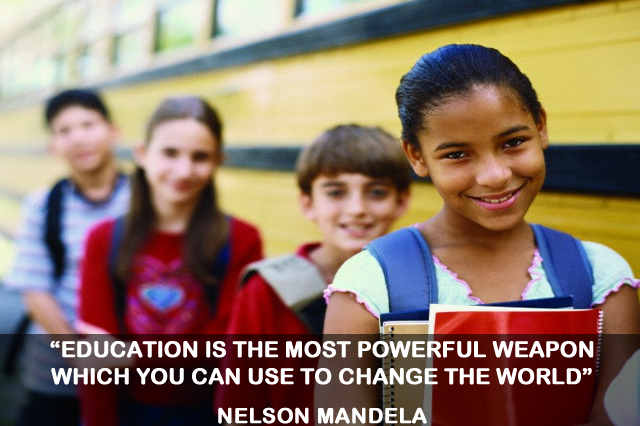 “EDUCATION IS THE MOST POWERFUL WEAPON
WHICH YOU CAN USE TO CHANGE THE WORLD”
NELSON MANDELA